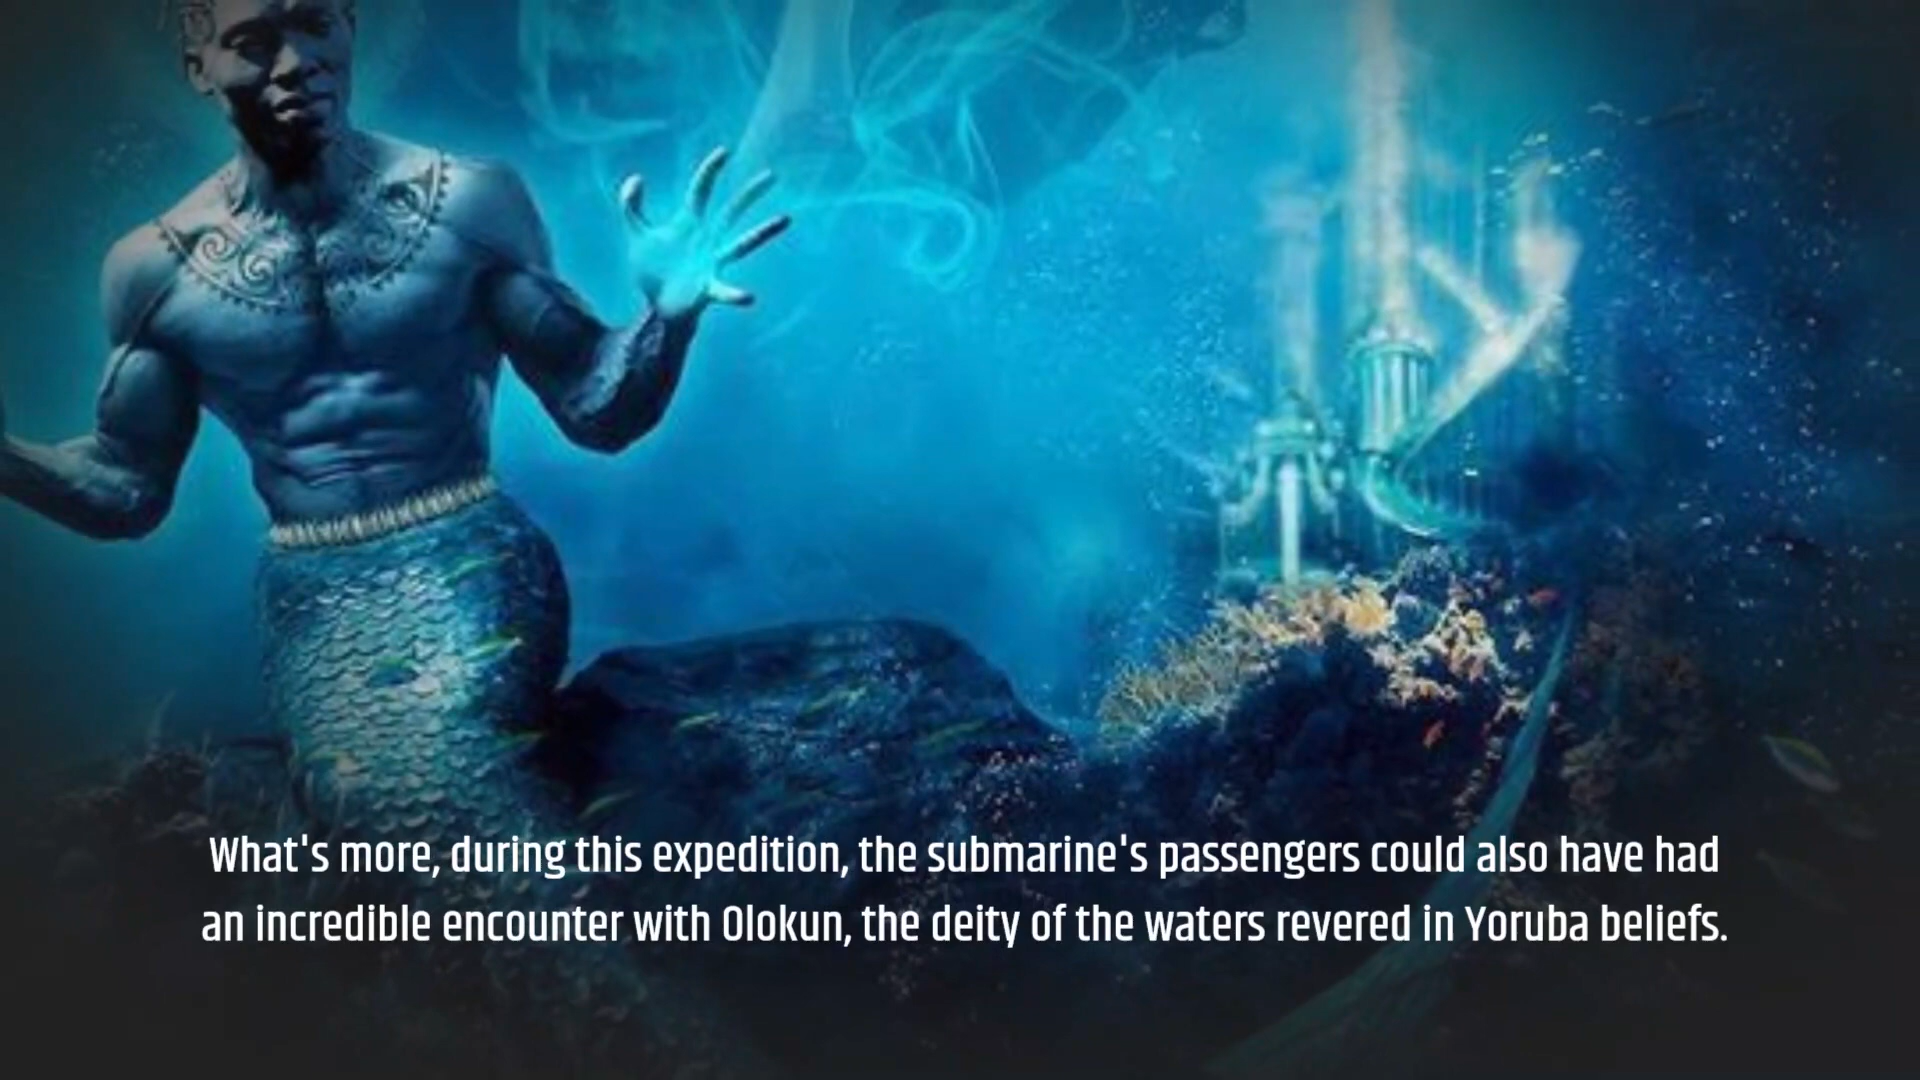 What's more, during this expedition, the submarine's passengers could also have had
an incredible encounter with Olokun, the deity of the waters revered in Yoruba beliefs.